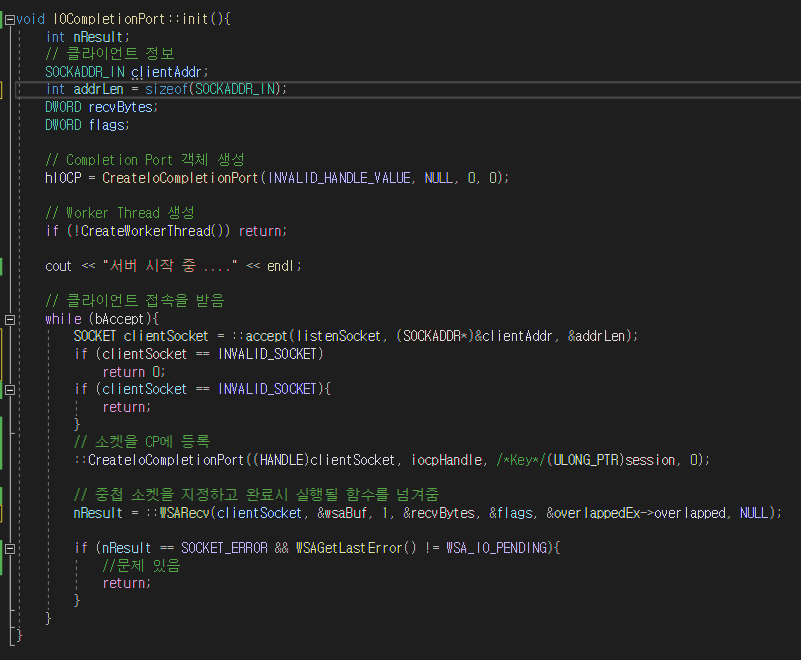 void IOCompletionPort::init(){
int nResult;
// 클라이언트 정보
SOCKADDR_IN clientAddr;
int addrLen = sizeof(SOCKADDR_IN);
DWORD recvBytes;
DWORD flags;
// Completion Port 객체 생성
hIOCP = CreateIoCompletionPort(INVALID_HANDLE_VALUE, NULL, 0, 0);
// Worker Thread 생성
if (!CreateWorkerThread()) return;
cout << "서버 시작 중 ...." << endl;
// 클라이언트 접속을 받음
while (bAccept){
SOCKET clientSocket = ::accept(listenSocket, (SOCKADDR*)&clientAddr, &addrLen);
if (clientSocket == INVALID_SOCKET)
return 0;
if (clientSocket == INVALID_SOCKET){
return;
}
// 소켓을 CP에 등록
::CreateIoCompletionPort((HANDLE)clientSocket, iocpHandle, /*Key*/(ULONG_PTR)session, 0);
// 중첩 소켓을 지정하고 완료시 실행될 함수를 넘겨줌
nResult = ::WSARecv(clientSocket, &wsaBuf, 1, &recvBytes, &flags, &overlappedEx->overlapped, NULL);
if (nResult == SOCKET_ERROR && WSAGetLastError() != WSA_IO_PENDING){
//문제 있음
return;
}
}
}